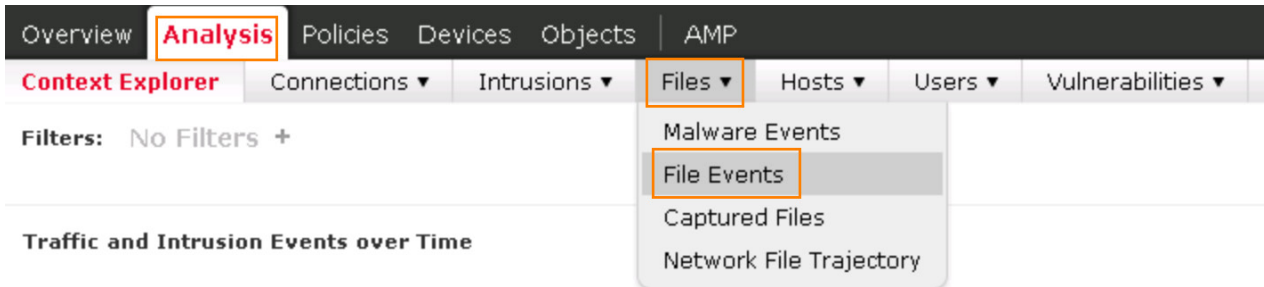 Overview Analysis Policies Devices Objects AMP
Context Explorer Connections ▼ Intrusions ▼ Files ▼ Hosts ▼ Users ▼ Vulnerabilities ▼
Filters: No Filters +
Malware Events
File Events
Captured Files
Traffic and Intrusion Events over Time
Network File Trajectory